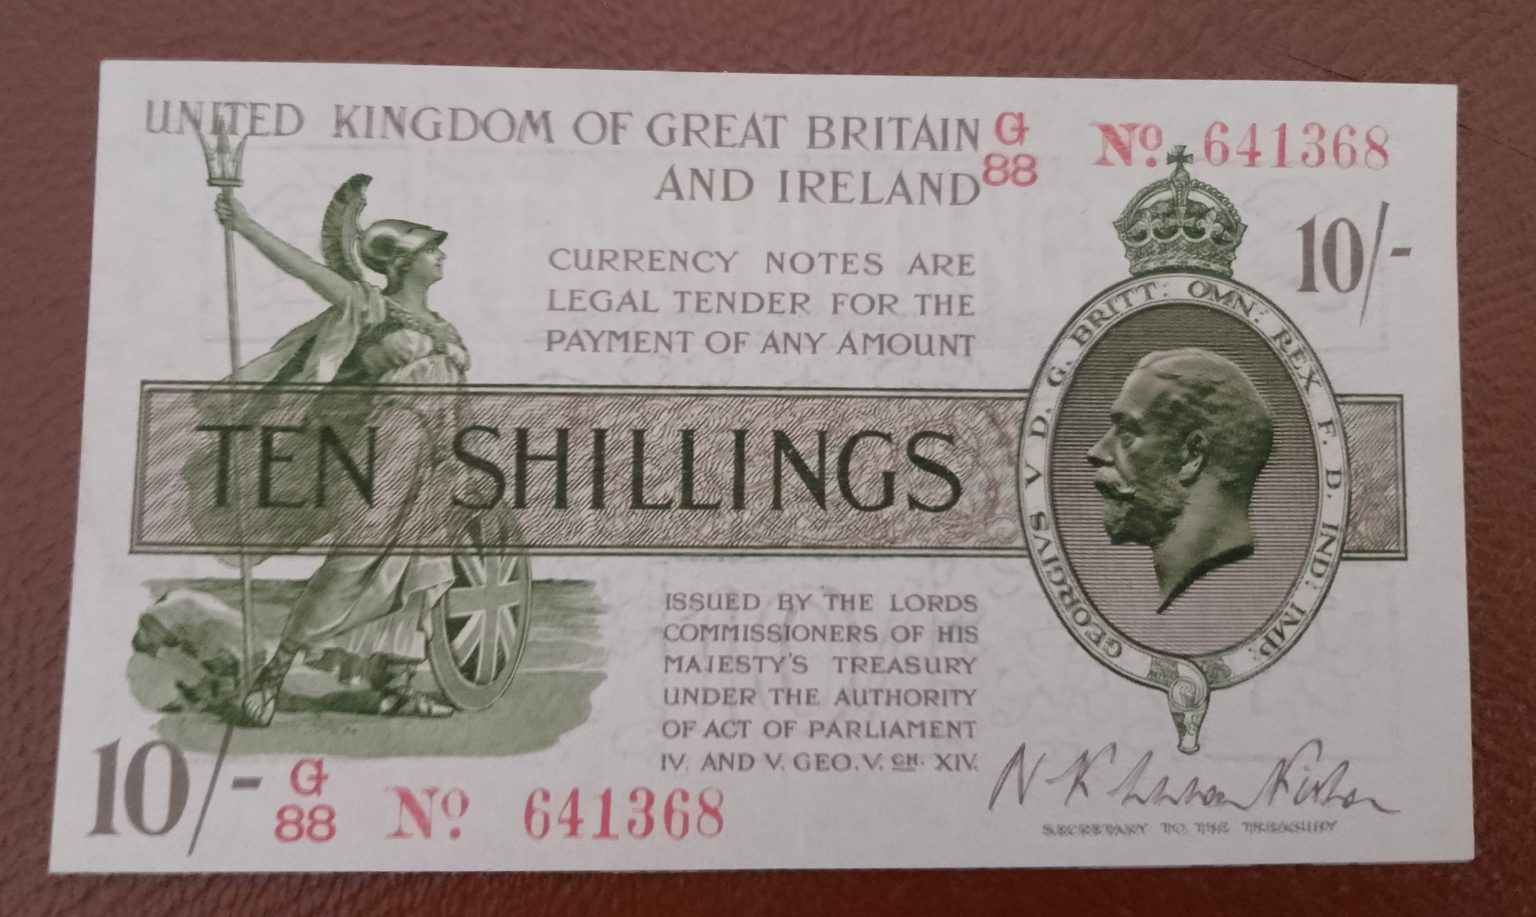 UNITED KINGDOM OF GREAT BRITAIN
AND IRELAND
G
88
Nº 641368
10/-
CURRENCY NOTES ARE
LEGAL TENDER FOR THE
PAYMENT OF ANY AMOUNT
TEN SHILLINGS
GEORGIVS V D. G. BRITT: OMN: REX F. D. IND: IMP:
ISSUED BY THE LORDS
COMMISSIONERS OF HIS
MAJESTY'S TREASURY
UNDER THE AUTHORITY
OF ACT OF PARLIAMENT
IV. AND V. GEO. V. CH. XIV.
10/-
G
88
Nº 641368
N K Warren Fisher
SECRETARY TO THE TREASURY